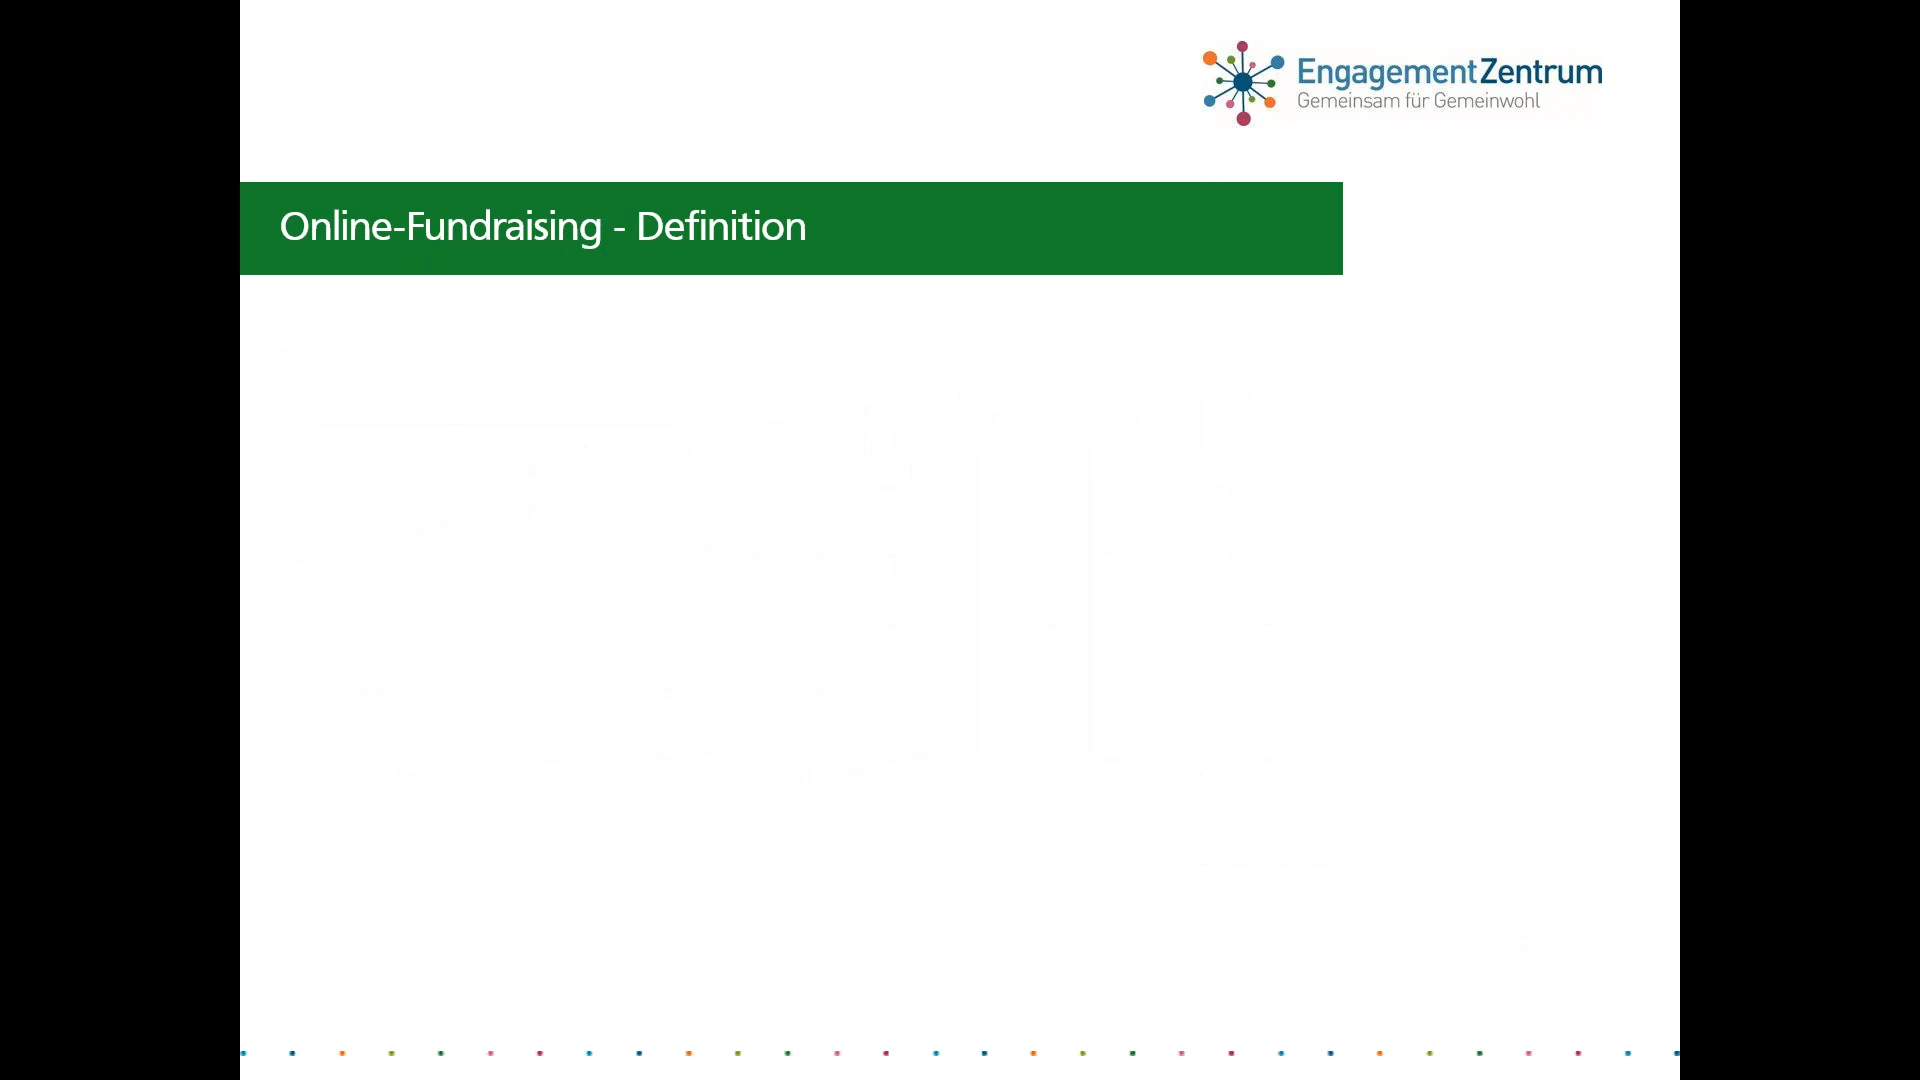 EngagementZentrum
Gemeinsam für Gemeinwohl
Online-Fundraising - Definition